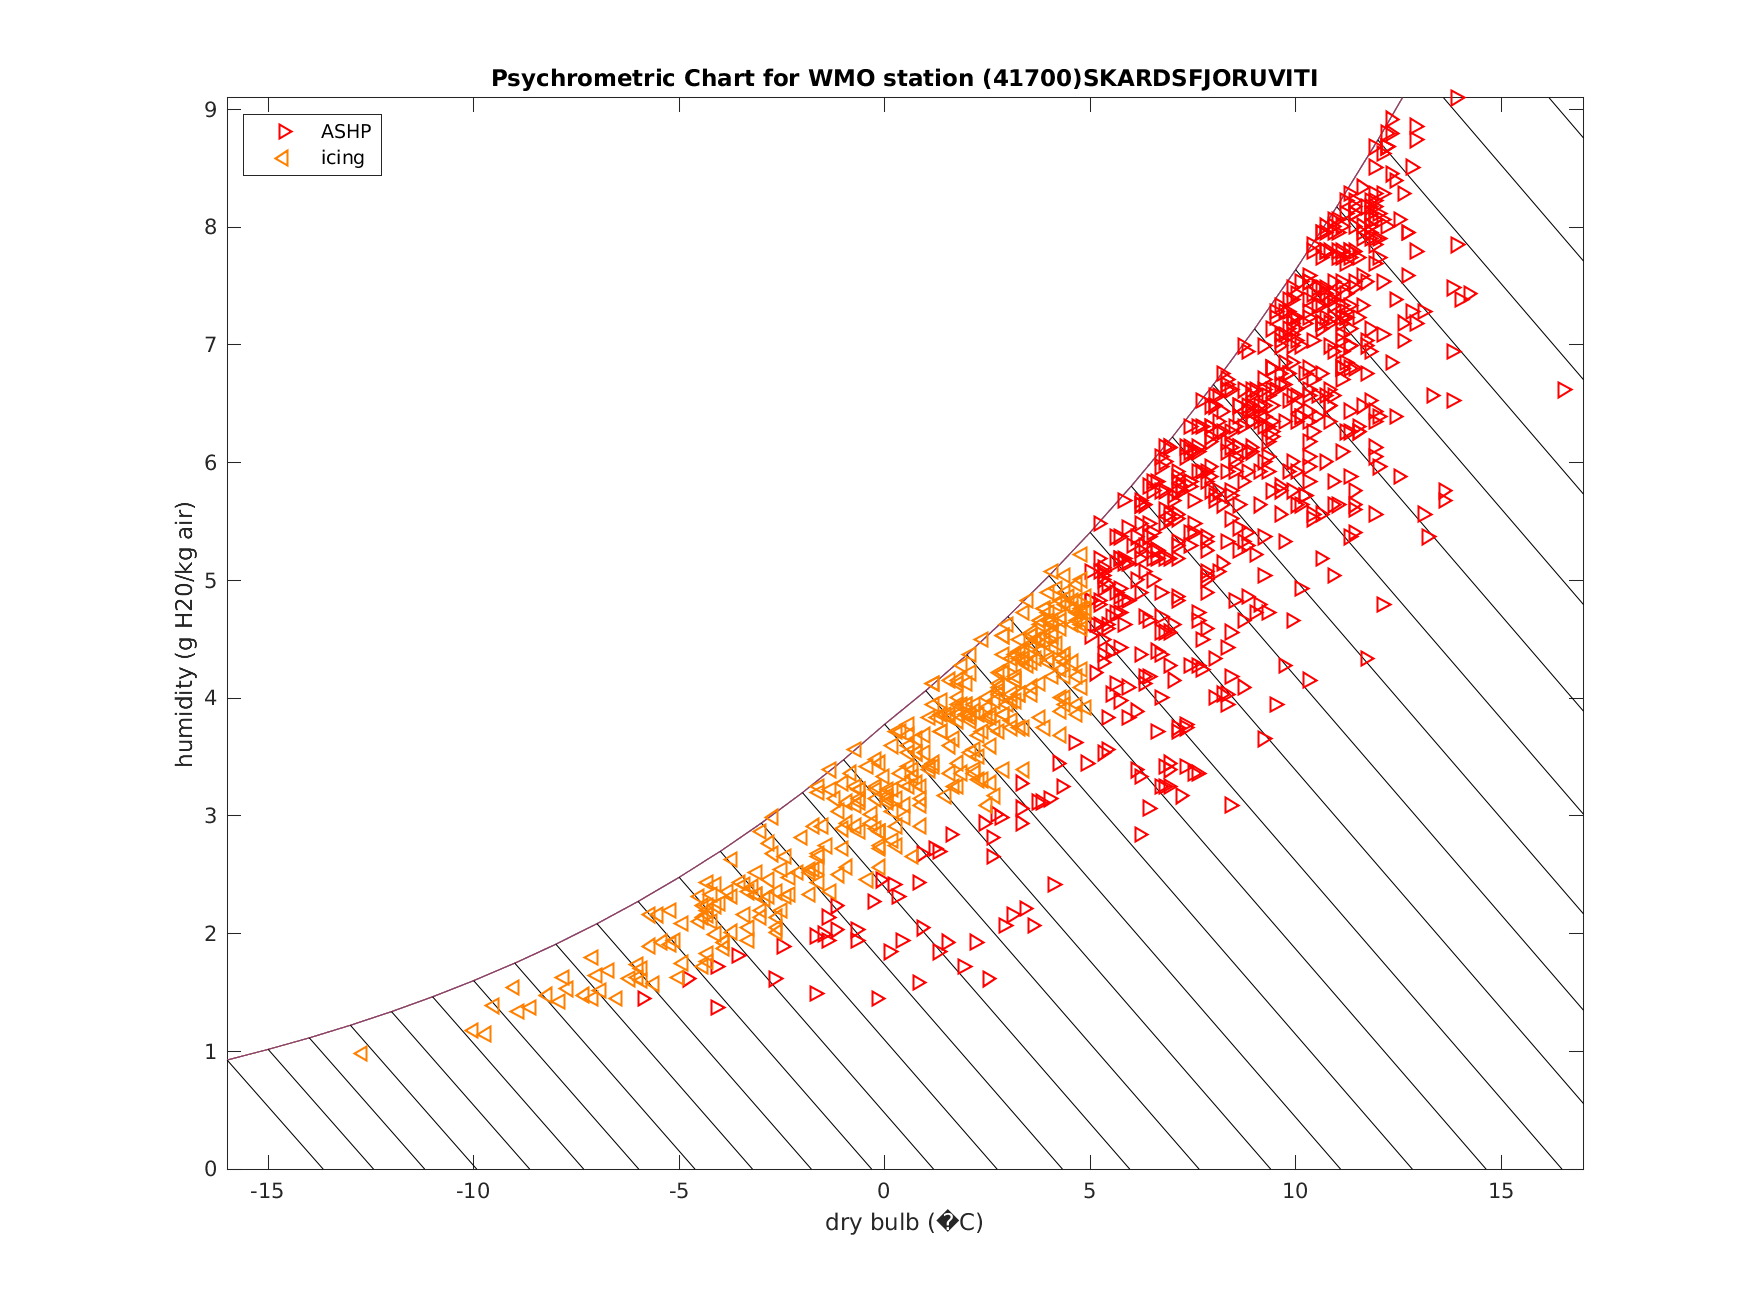 Psychrometric Chart for WMO station (41700)SKARDSFJORUVITI
ASHP
icing
humidity (g H20/kg air)
9
8
7
6
5
4
3
2
1
0
-15 -10 -5 0 5 10 15
dry bulb (�C)